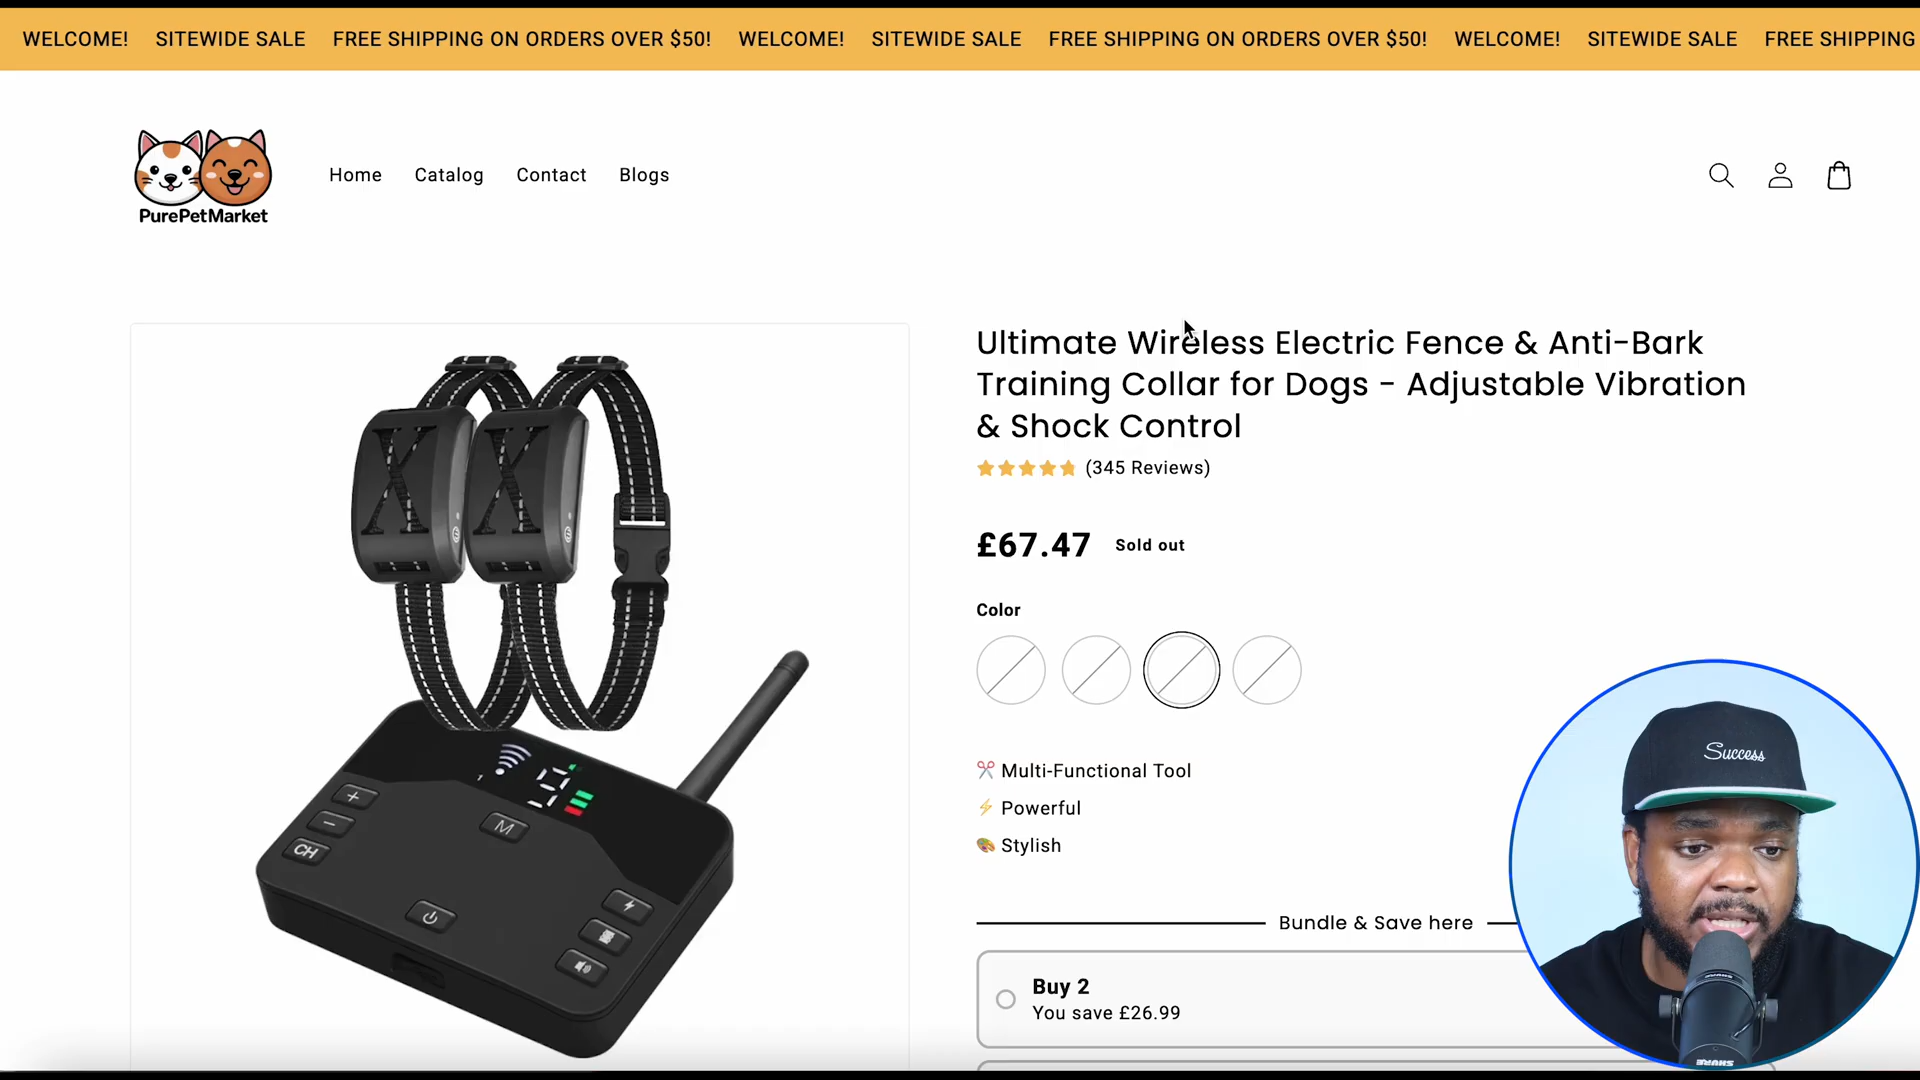 WELCOME! SITEWIDE SALE FREE SHIPPING ON ORDERS OVER $50! WELCOME! SITEWIDE SALE FREE SHIPPING ON ORDERS OVER $50! WELCOME! SITEWIDE SALE FREE SHIPPING
PurePetMarket
Home Catalog Contact Blogs
Ultimate Wireless Electric Fence & Anti-Bark
Training Collar for Dogs - Adjustable Vibration
& Shock Control
(345 Reviews)
£67.47 Sold out
Color
Multi-Functional Tool
Powerful
Stylish
Bundle & Save here
Buy 2
You save £26.99
X X
1 9
+
−
CH
M
Success
SHURE